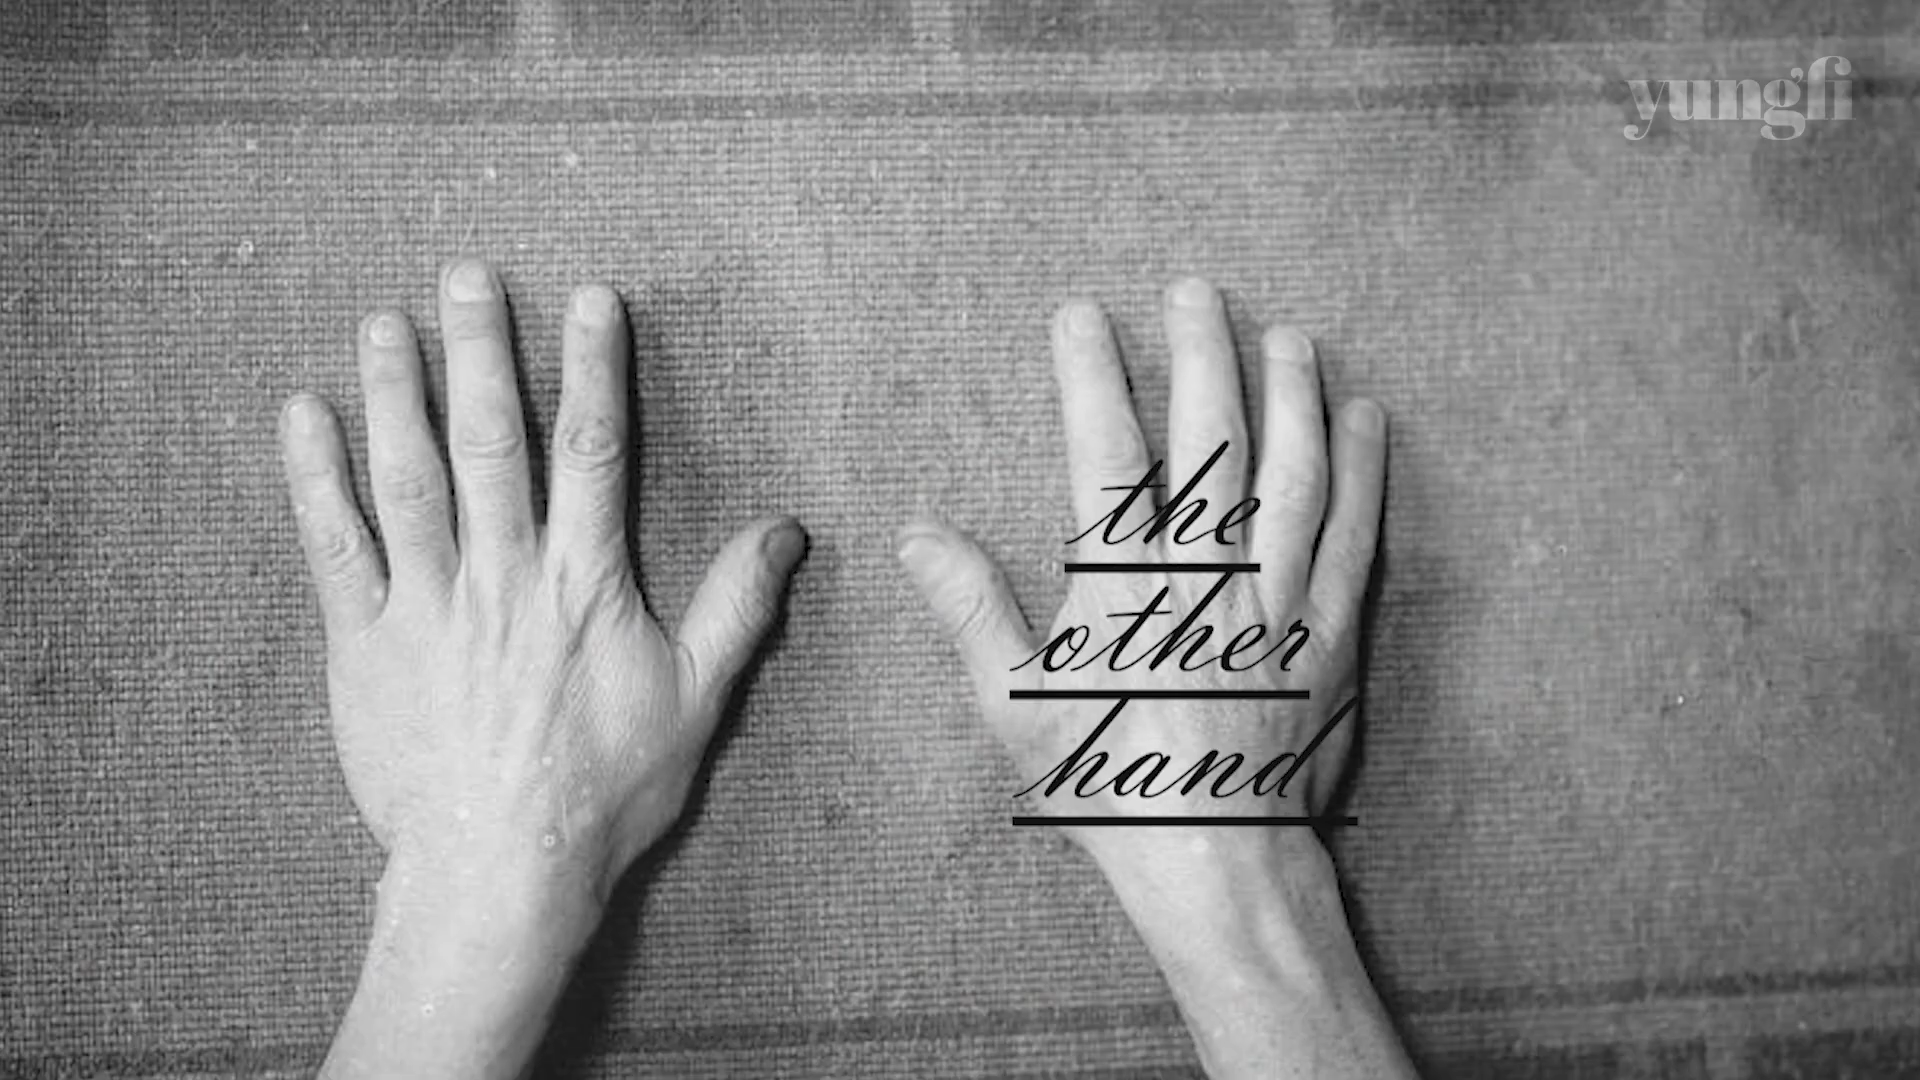 yungfi
the
other
hand